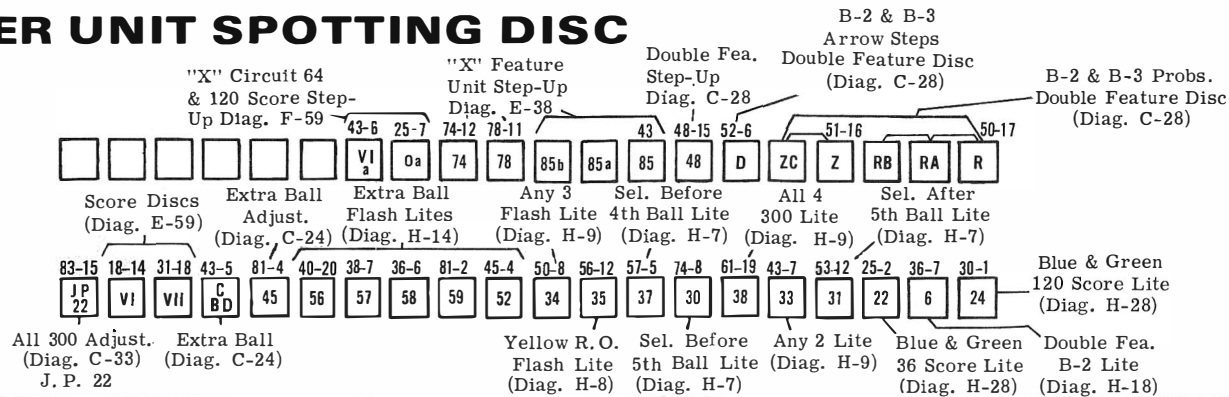 ER UNIT SPOTTING DISC
B-2 & B-3
Arrow Steps
Double Feature Disc
(Diag. C-28)
"X" Circuit 64
& 120 Score Step-
Up Diag. F-59
"X" Feature
Unit Step-Up
Diag. E-38
Double Fea.
Step-Up
Diag. C-28
B-2 & B-3 Probs.
Double Feature Disc
(Diag. C-28)
43-6 25-7 74-12 78-11 43 48-15 52-6 51-16 50-17
VI a 0a 74 78 85b 85a 85 48 D ZC Z RB RA R
Score Discs
(Diag. E-59)
Extra Ball
Adjust.
(Diag. C-24)
Extra Ball
Flash Lites
(Diag. H-14)
Any 3
Flash Lite
(Diag. H-9)
Sel. Before
4th Ball Lite
(Diag. H-7)
All 4
300 Lite
(Diag. H-9)
Sel. After
5th Ball Lite
(Diag. H-7)
83-15 18-14 31-18 43-5 81-4 40-20 38-7 36-6 81-2 45-4 50-8 56-12 57-5 74-8 61-19 43-7 53-12 25-2 36-7 30-1
JP 22 VI VII C BD 45 56 57 58 59 52 34 35 37 30 38 33 31 22 6 24
Blue & Green
120 Score Lite
(Diag. H-28)
All 300 Adjust.
(Diag. C-33)
J. P. 22
Extra Ball
(Diag. C-24)
Yellow R. O.
Flash Lite
(Diag. H-8)
Sel. Before
5th Ball Lite
(Diag. H-7)
Any 2 Lite
(Diag. H-9)
Blue & Green
36 Score Lite
(Diag. H-28)
Double Fea.
B-2 Lite
(Diag. H-18)